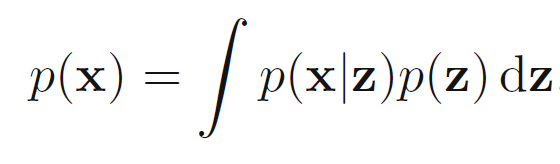 p(x) = ∫ p(x|z)p(z) dz